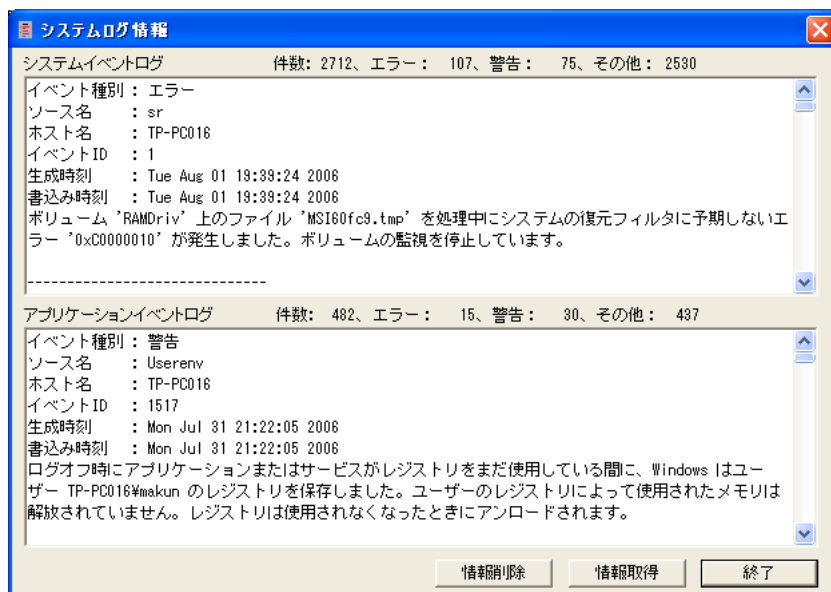 システムログ情報
システムイベントログ 件数: 2712、エラー: 107、警告: 75、その他: 2530
イベント種別: エラー
ソース名 : sr
ホスト名 : TP-PC016
イベントID : 1
生成時刻 : Tue Aug 01 19:39:24 2006
書込み時刻 : Tue Aug 01 19:39:24 2006
ボリューム 'RAMDriv' 上のファイル 'MSI60fc9.tmp' を処理中にシステムの復元フィルタに予期しないエ
ラー '0xC0000010' が発生しました。ボリュームの監視を停止しています。
------------------------------
アプリケーションイベントログ 件数: 482、エラー: 15、警告: 30、その他: 437
イベント種別: 警告
ソース名 : Userenv
ホスト名 : TP-PC016
イベントID : 1517
生成時刻 : Mon Jul 31 21:22:05 2006
書込み時刻 : Mon Jul 31 21:22:05 2006
ログオフ時にアプリケーションまたはサービスがレジストリをまだ使用している間に、Windows はユー
ザー TP-PC016¥makun のレジストリを保存しました。ユーザーのレジストリによって使用されたメモリは
解放されていません。レジストリは使用されなくなったときにアンロードされます。
情報削除 情報取得 終了